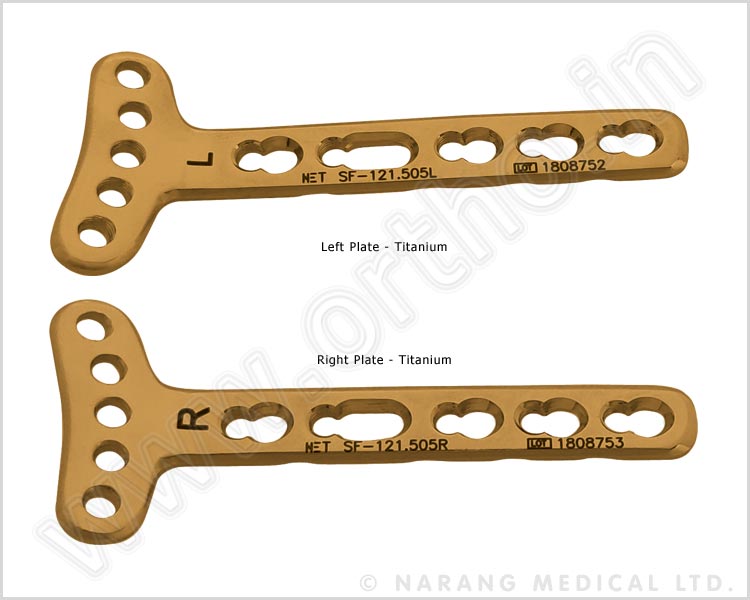 L
NET SF-121.505L
LOT 1808752
Left Plate - Titanium
Right Plate - Titanium
R
NET SF-121.505R
LOT 1808753
www.ortho.in
© NARANG MEDICAL LTD.